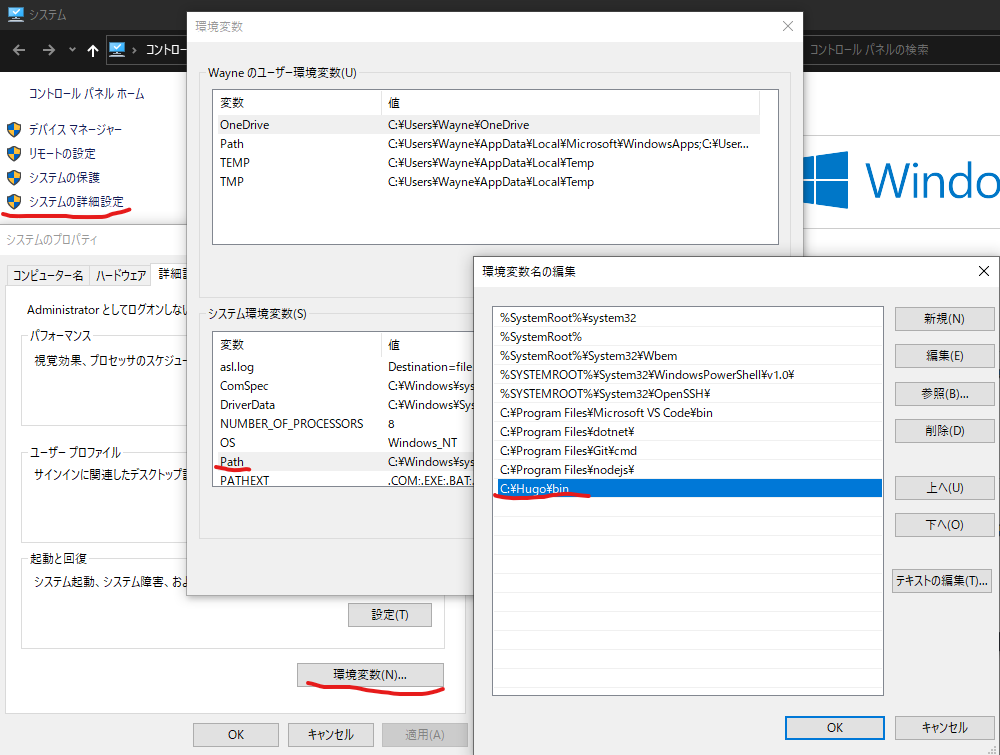 システム
コントロー
コントロール パネルの検索
コントロール パネル ホーム
デバイス マネージャー
リモートの設定
システムの保護
システムの詳細設定
Windo
システムのプロパティ
コンピューター名
ハードウェア
詳細設
Administrator としてログオンしな
パフォーマンス
視覚効果、プロセッサのスケジュー
ユーザー プロファイル
サインインに関連したデスクトップ
起動と回復
システム起動、システム障害、およ
設定(T)
環境変数(N)...
OK
キャンセル
適用(A)
環境変数
Wayne のユーザー環境変数(U)
変数 値
OneDrive C:¥Users¥Wayne¥OneDrive
Path C:¥Users¥Wayne¥AppData¥Local¥Microsoft¥WindowsApps;C:¥User...
TEMP C:¥Users¥Wayne¥AppData¥Local¥Temp
TMP C:¥Users¥Wayne¥AppData¥Local¥Temp
システム環境変数(S)
変数 値
asl.log Destination=file
ComSpec C:¥Windows¥sys
DriverData C:¥Windows¥Sys
NUMBER_OF_PROCESSORS 8
OS Windows_NT
Path C:¥Windows¥sys
PATHEXT .COM;.EXE;.BAT;
環境変数名の編集
%SystemRoot%¥system32
%SystemRoot%
%SystemRoot%¥System32¥Wbem
%SYSTEMROOT%¥System32¥WindowsPowerShell¥v1.0¥
%SYSTEMROOT%¥System32¥OpenSSH¥
C:¥Program Files¥Microsoft VS Code¥bin
C:¥Program Files¥dotnet¥
C:¥Program Files¥Git¥cmd
C:¥Program Files¥nodejs¥
C:¥Hugo¥bin
新規(N)
編集(E)
参照(B)...
削除(D)
上へ(U)
下へ(O)
テキストの編集(T)...
OK
キャンセル